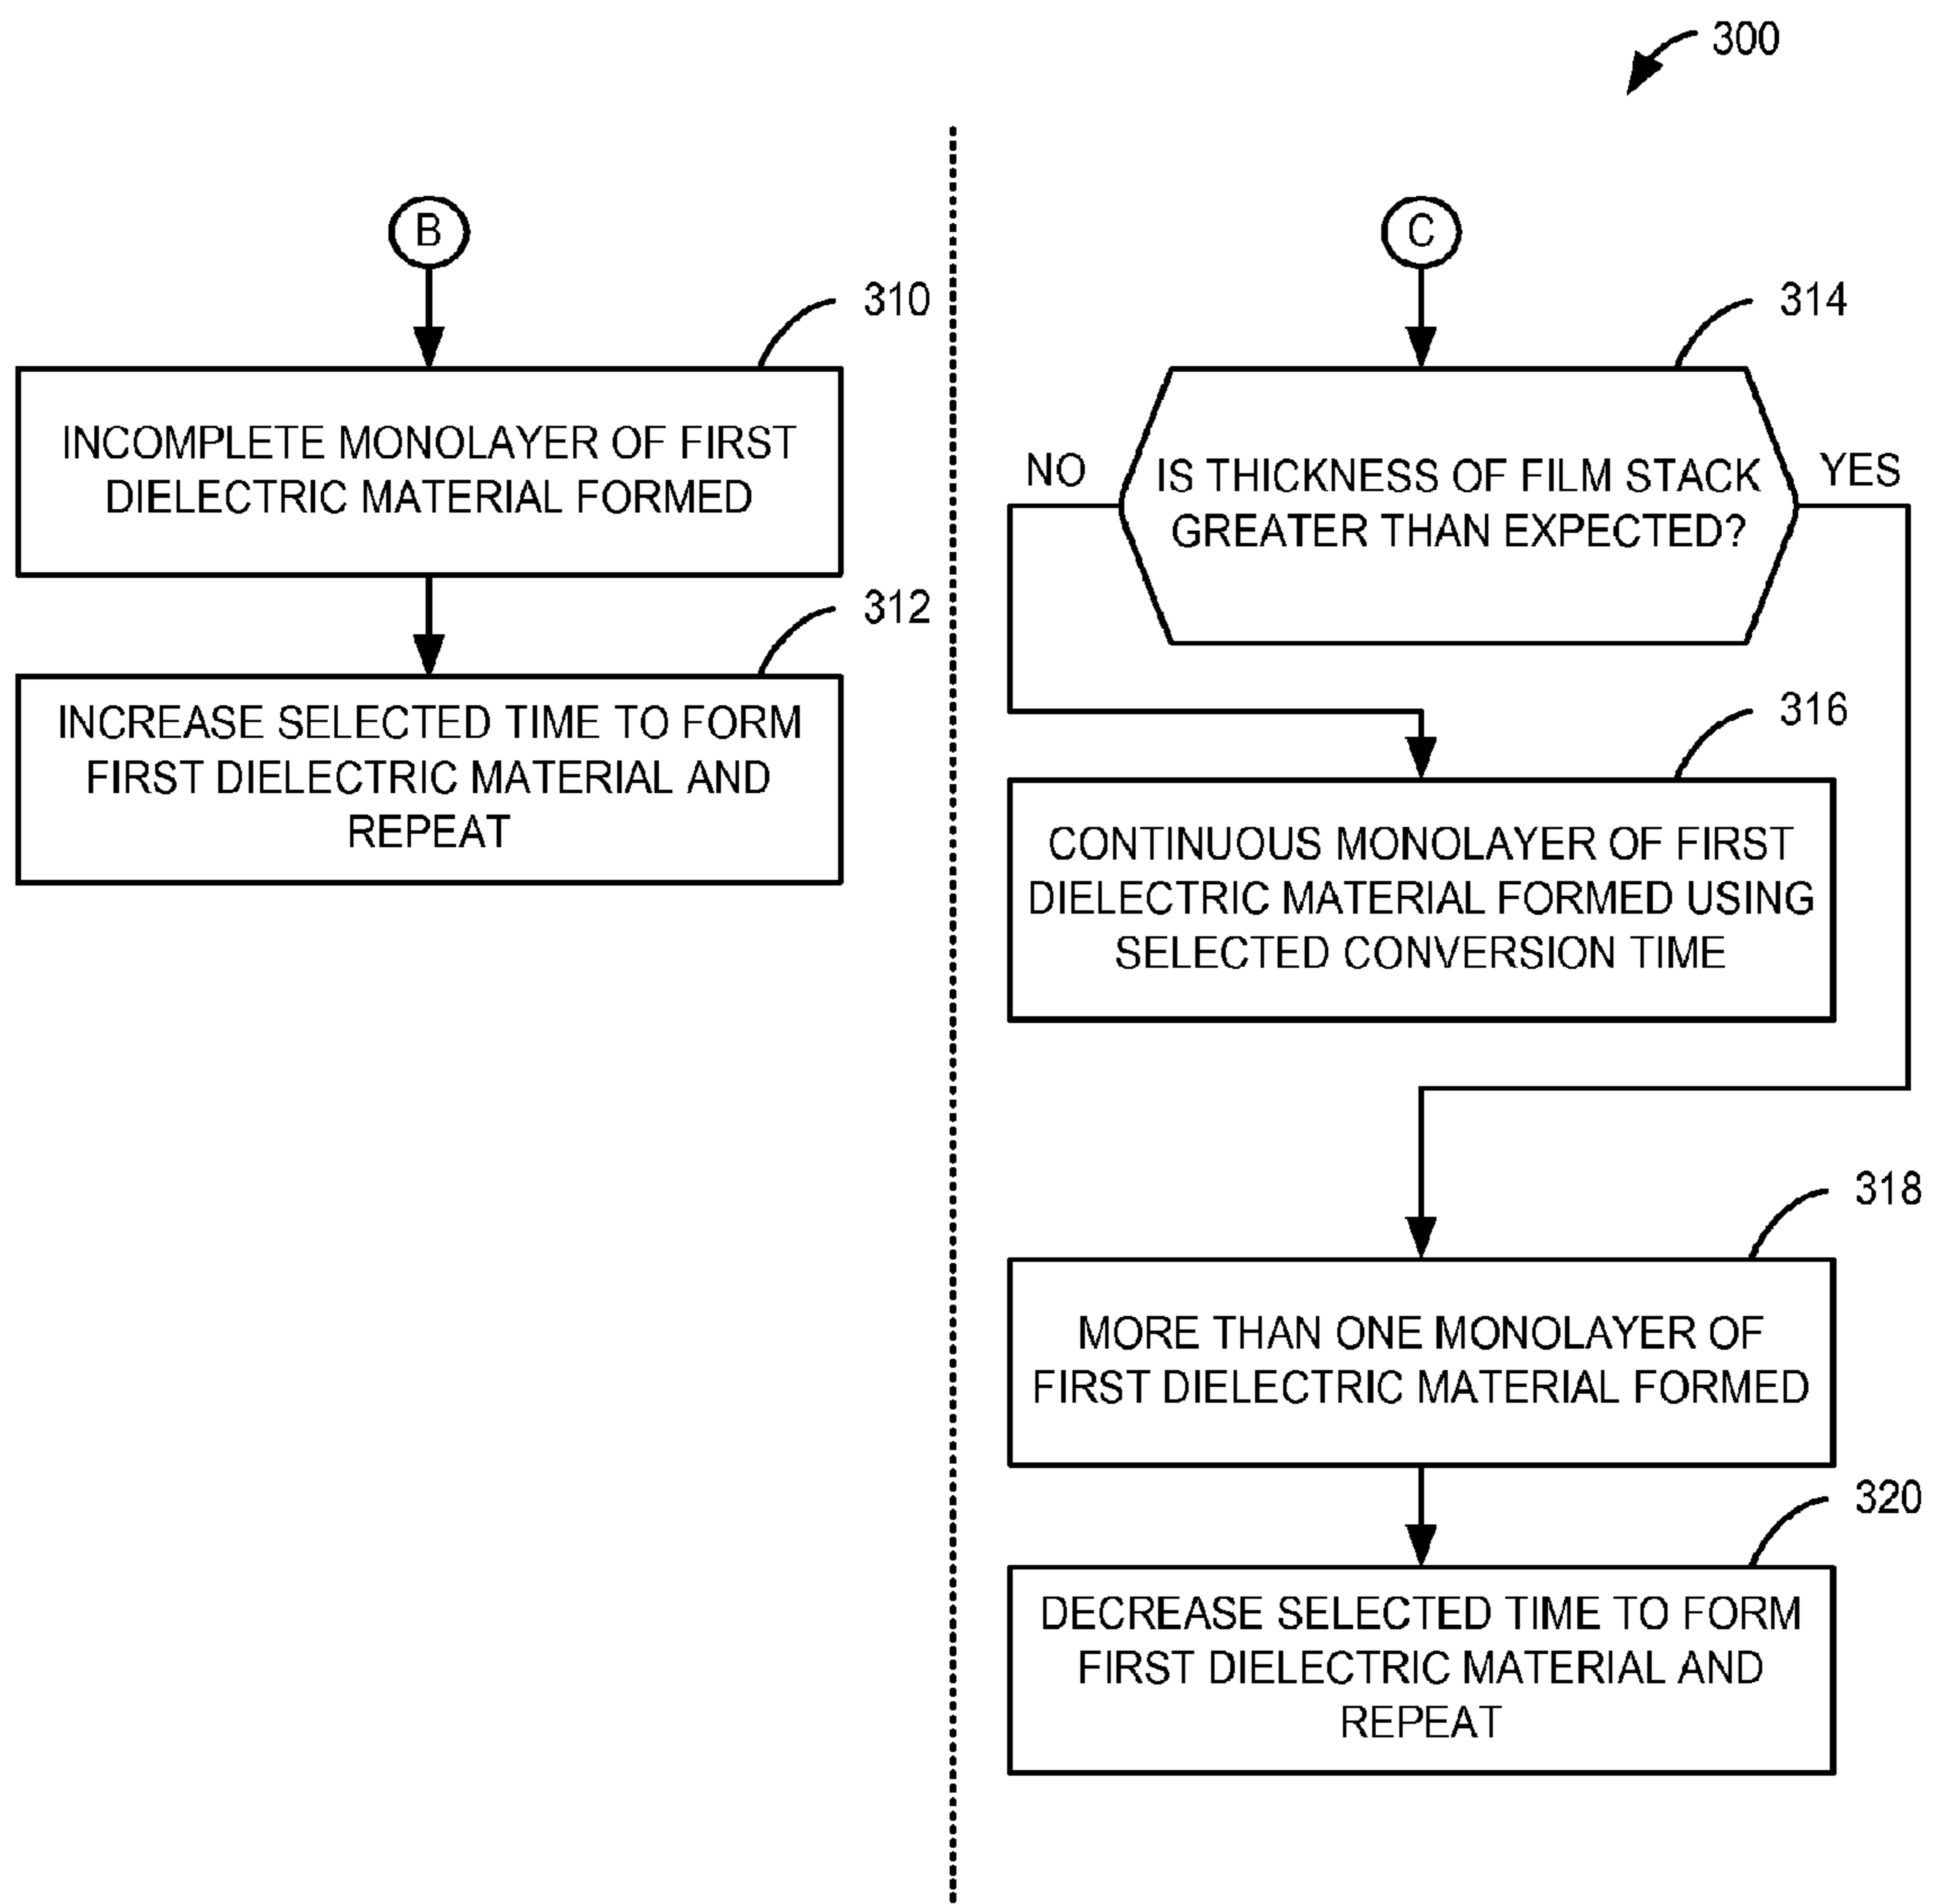 300
B
310
INCOMPLETE MONOLAYER OF FIRST
DIELECTRIC MATERIAL FORMED
312
INCREASE SELECTED TIME TO FORM
FIRST DIELECTRIC MATERIAL AND
REPEAT
C
314
NO
IS THICKNESS OF FILM STACK
GREATER THAN EXPECTED?
YES
316
CONTINUOUS MONOLAYER OF FIRST
DIELECTRIC MATERIAL FORMED USING
SELECTED CONVERSION TIME
318
MORE THAN ONE MONOLAYER OF
FIRST DIELECTRIC MATERIAL FORMED
320
DECREASE SELECTED TIME TO FORM
FIRST DIELECTRIC MATERIAL AND
REPEAT